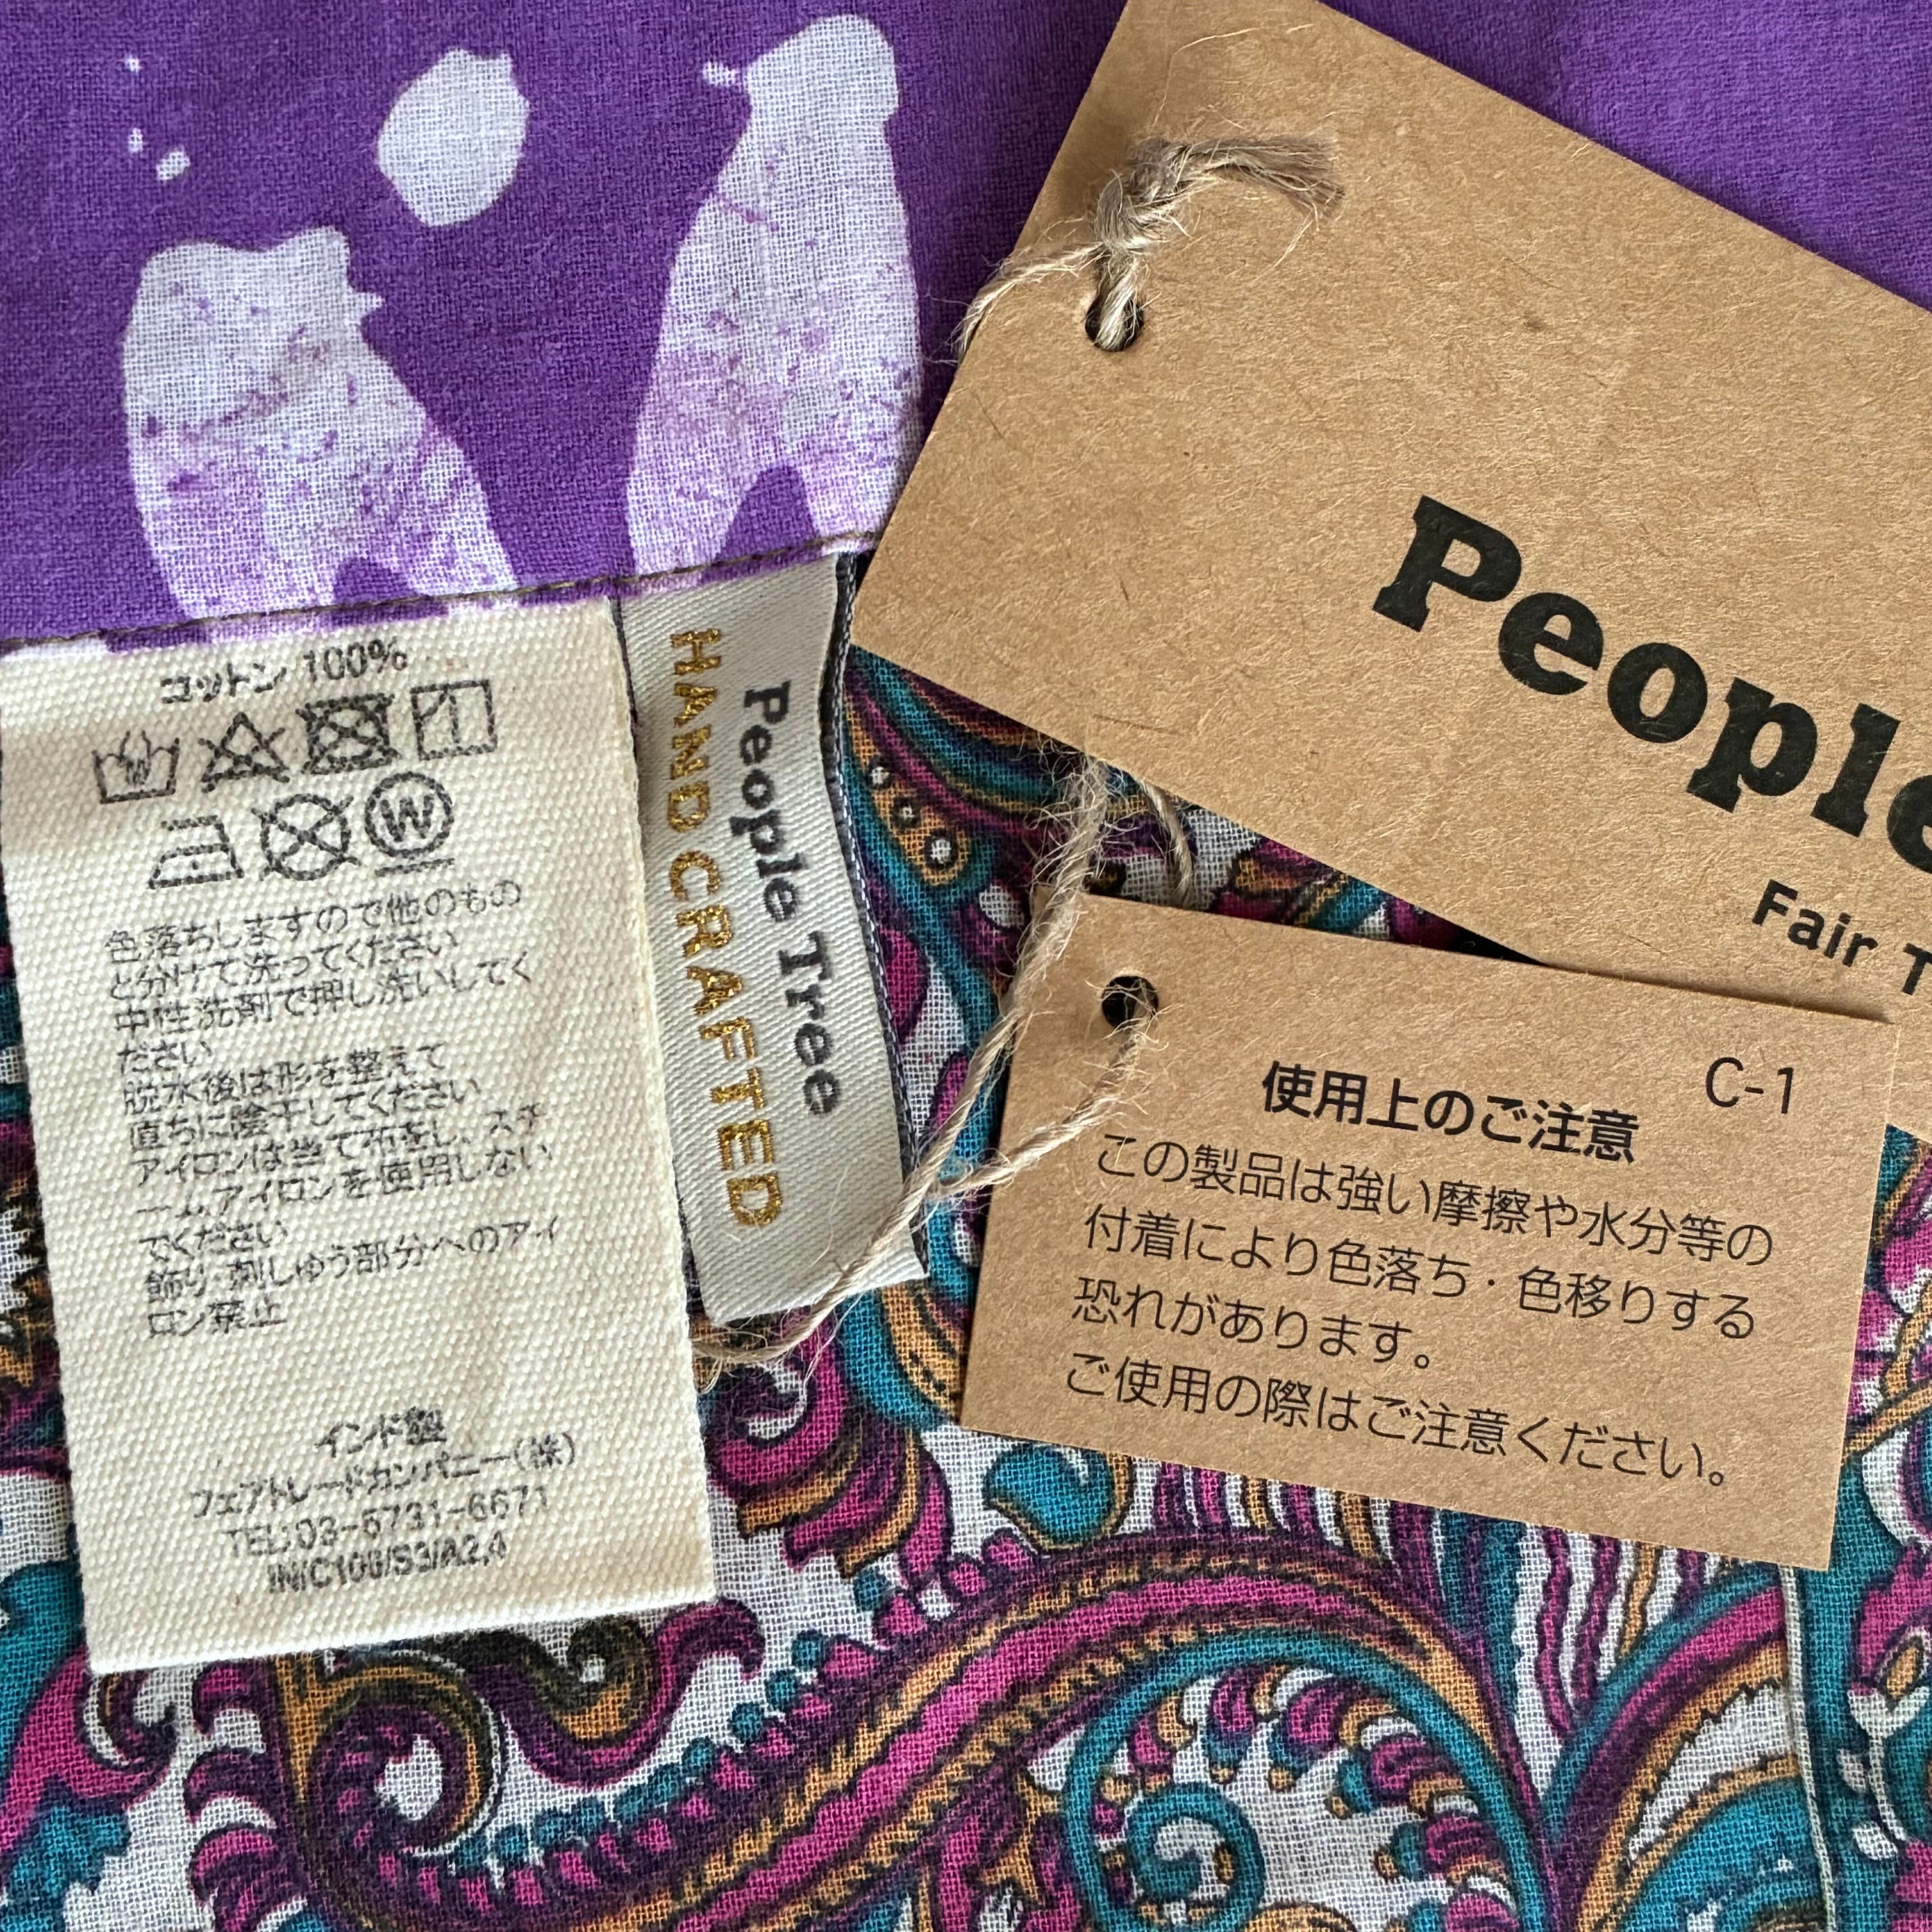 コットン 100%
色落ちしますので他のもの
と分けて洗ってください
中性洗剤で押し洗いしてく
ださい
脱水後は形を整えて
直ちに陰干してください
アイロンは当て布をし、スチ
ームアイロンを使用しない
でください
飾り・刺しゅう部分へのアイ
ロン禁止
インド製
フェアトレードカンパニー(株)
TEL:03-5731-6671
IN/C100/S3/A2,4
People Tree
HAND CRAFTED
People
Fair T
C-1
使用上のご注意
この製品は強い摩擦や水分等の
付着により色落ち・色移りする
恐れがあります。
ご使用の際はご注意ください。